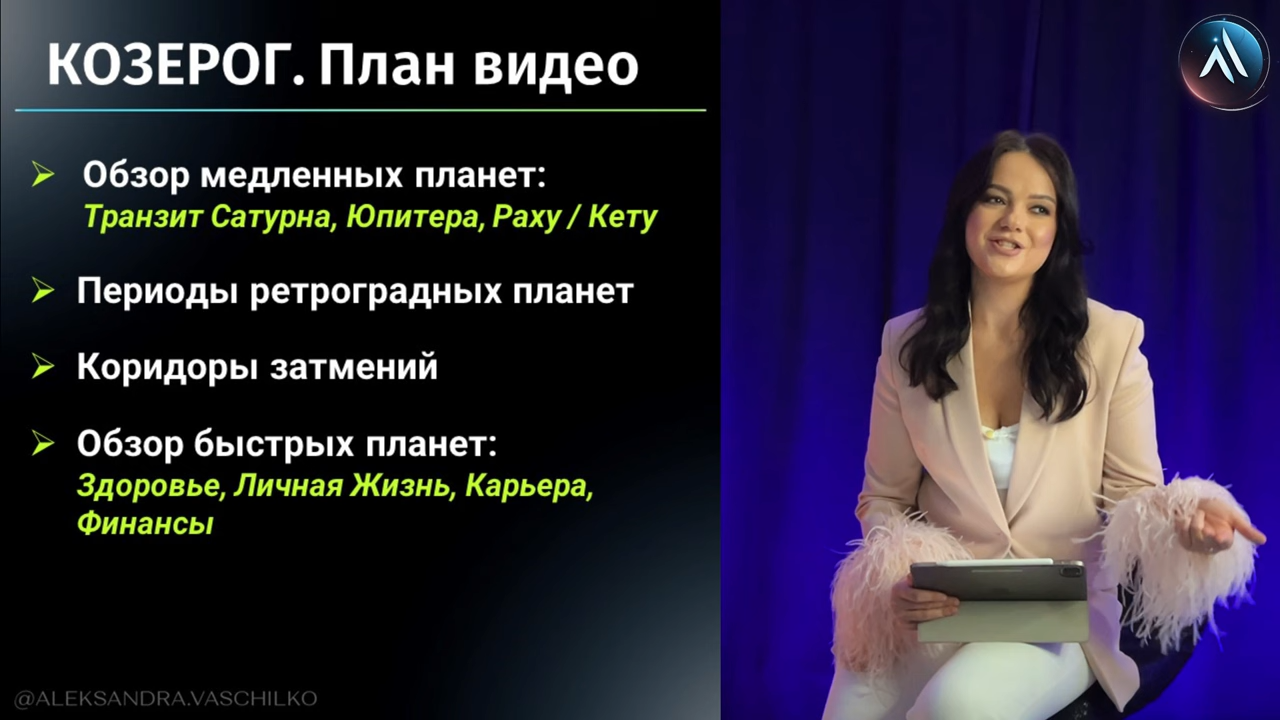 КОЗЕРОГ. План видео
Обзор медленных планет:
Транзит Сатурна, Юпитера, Раху / Кету
Периоды ретроградных планет
Коридоры затмений
Обзор быстрых планет:
Здоровье, Личная Жизнь, Карьера,
Финансы
@ALEKSANDRA.VASCHILKO